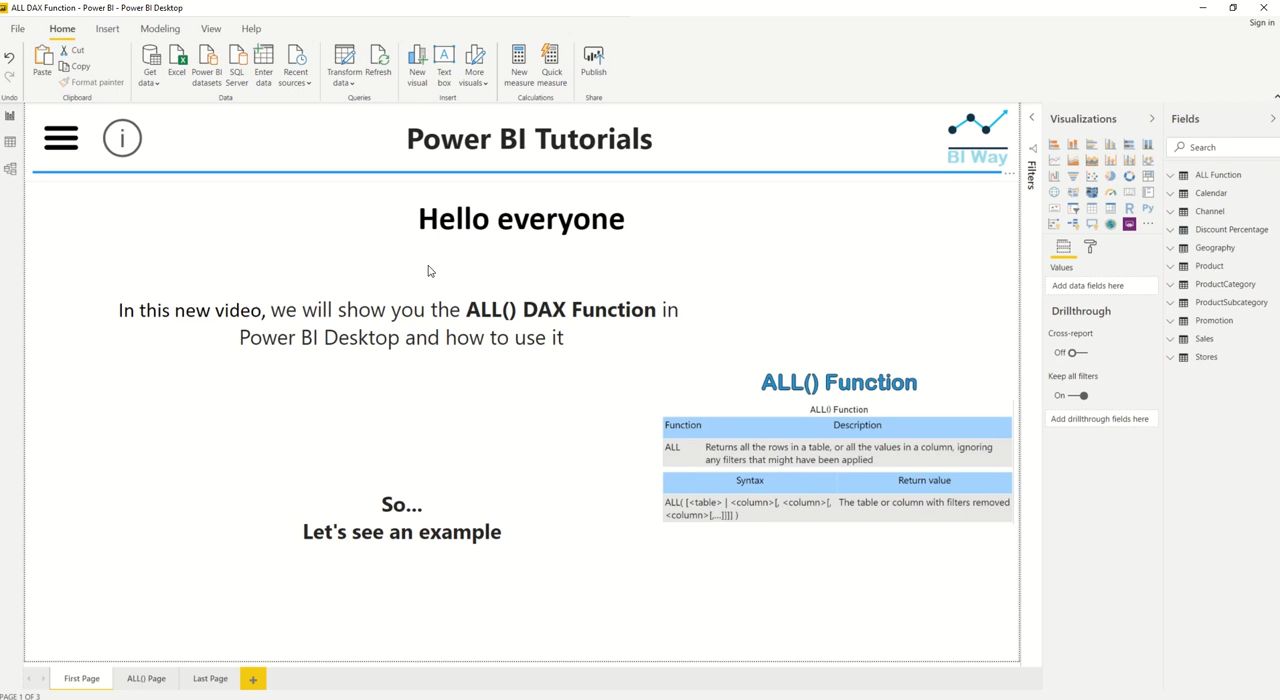 ALL DAX Function - Power BI - Power BI Desktop
Sign in
File Home Insert Modeling View Help
Paste
Cut
Copy
Format painter
Get data
Excel
Power BI datasets
SQL Server
Enter data
Recent sources
Transform data
Refresh
New visual
Text box
More visuals
New measure
Quick measure
Publish
Undo Clipboard Data Queries Insert Calculations Share
Power BI Tutorials
BI Way
Hello everyone
In this new video, we will show you the ALL() DAX Function in
Power BI Desktop and how to use it
So...
Let's see an example
ALL() Function
ALL() Function
Function Description
ALL Returns all the rows in a table, or all the values in a column, ignoring
any filters that might have been applied
Syntax Return value
ALL( [<table> | <column>[, <column>[, The table or column with filters removed
<column>[,...]]]] )
Filters
Visualizations
R Py
Values
Add data fields here
Drillthrough
Cross-report
Off
Keep all filters
On
Add drillthrough fields here
Fields
Search
ALL Function
Calendar
Channel
Discount Percentage
Geography
Product
ProductCategory
ProductSubcategory
Promotion
Sales
Stores
First Page ALL() Page Last Page +
PAGE 1 OF 3